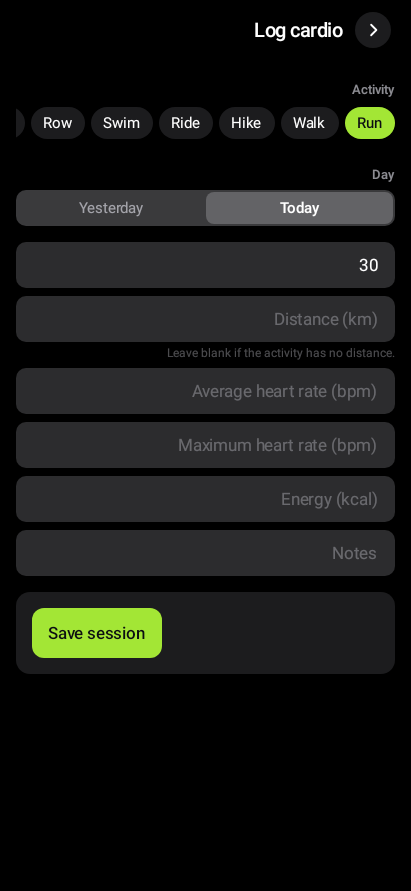 Log cardio
Activity
Row Swim Ride Hike Walk Run
Day
Yesterday Today
30
Distance (km)
Leave blank if the activity has no distance.
Average heart rate (bpm)
Maximum heart rate (bpm)
Energy (kcal)
Notes
Save session